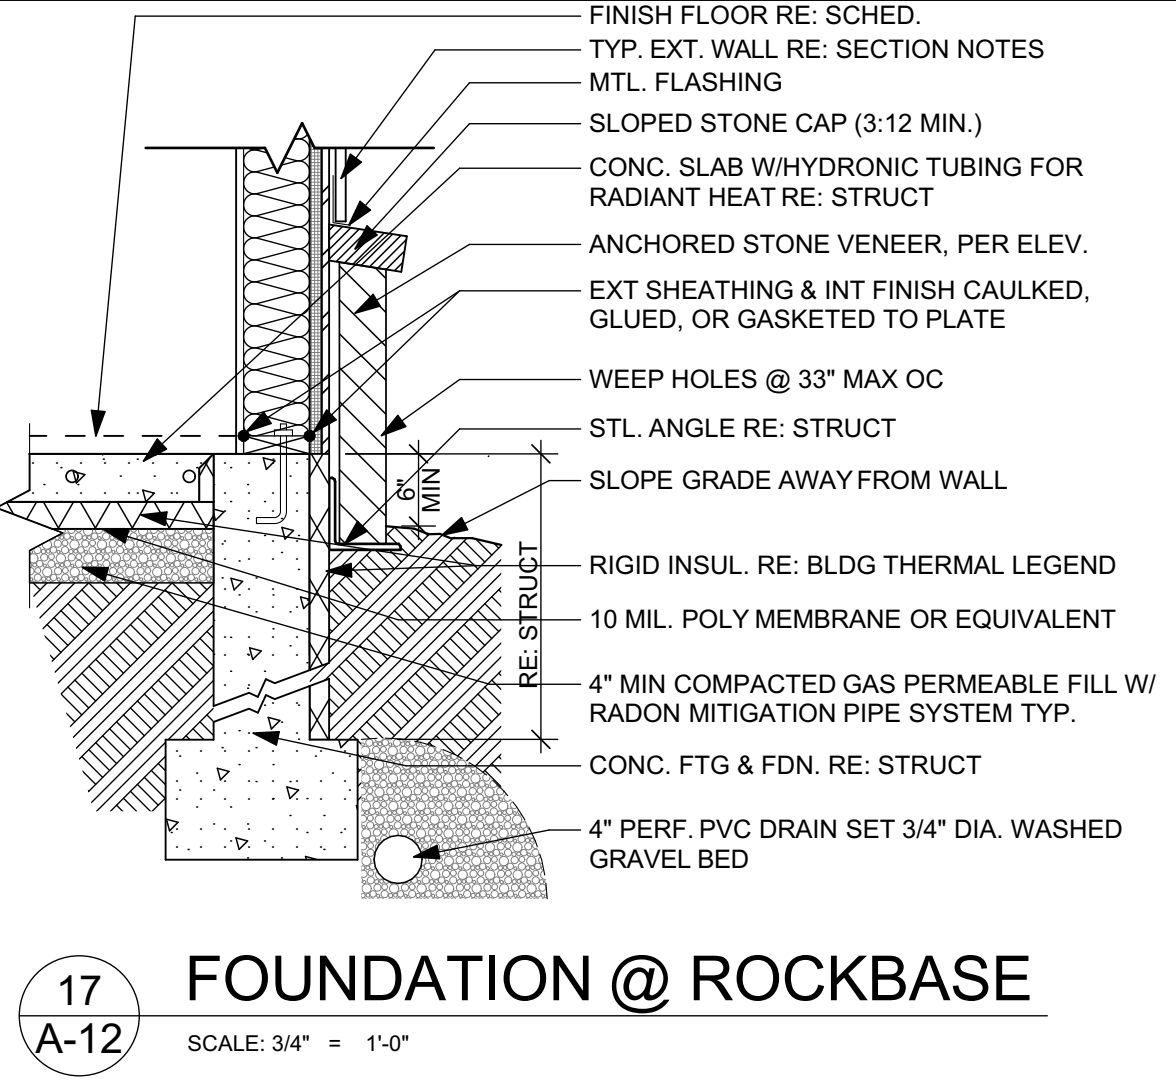 FINISH FLOOR RE: SCHED.
TYP. EXT. WALL RE: SECTION NOTES
MTL. FLASHING
SLOPED STONE CAP (3:12 MIN.)
CONC. SLAB W/HYDRONIC TUBING FOR
RADIANT HEAT RE: STRUCT
ANCHORED STONE VENEER, PER ELEV.
EXT SHEATHING & INT FINISH CAULKED,
GLUED, OR GASKETED TO PLATE
WEEP HOLES @ 33" MAX OC
STL. ANGLE RE: STRUCT
SLOPE GRADE AWAY FROM WALL
6"
MIN
RE: STRUCT
RIGID INSUL. RE: BLDG THERMAL LEGEND
10 MIL. POLY MEMBRANE OR EQUIVALENT
4" MIN COMPACTED GAS PERMEABLE FILL W/
RADON MITIGATION PIPE SYSTEM TYP.
CONC. FTG & FDN. RE: STRUCT
4" PERF. PVC DRAIN SET 3/4" DIA. WASHED
GRAVEL BED
17
A-12
FOUNDATION @ ROCKBASE
SCALE: 3/4" = 1'-0"